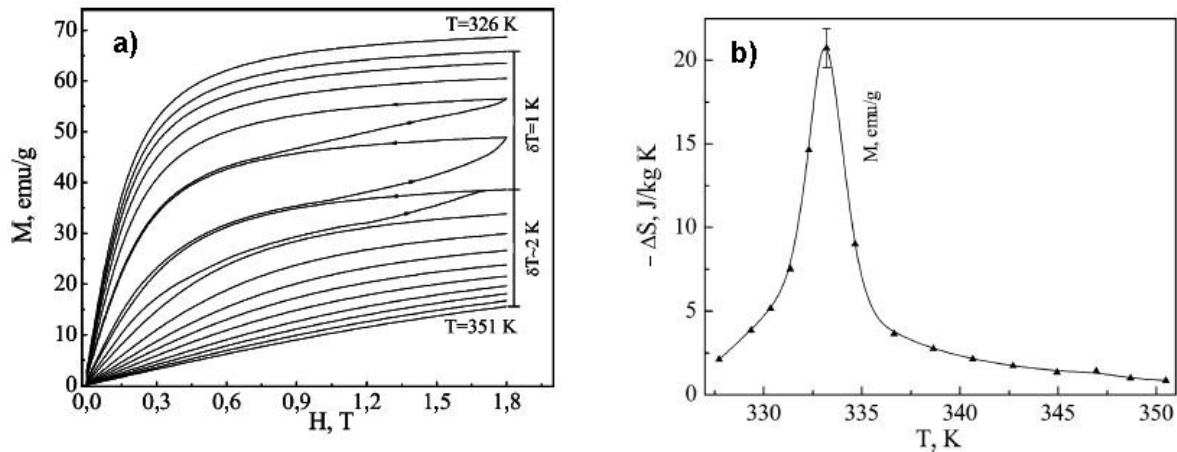 a)
T=326 K
70
60
50
40
30
20
10
0
M, emu/g
δT=1 K
δT~2 K
T=351 K
0,0 0,3 0,6 0,9 1,2 1,5 1,8
H, T
b)
20
15
10
5
0
− ΔS, J/kg K
M, emu/g
330 335 340 345 350
T, K